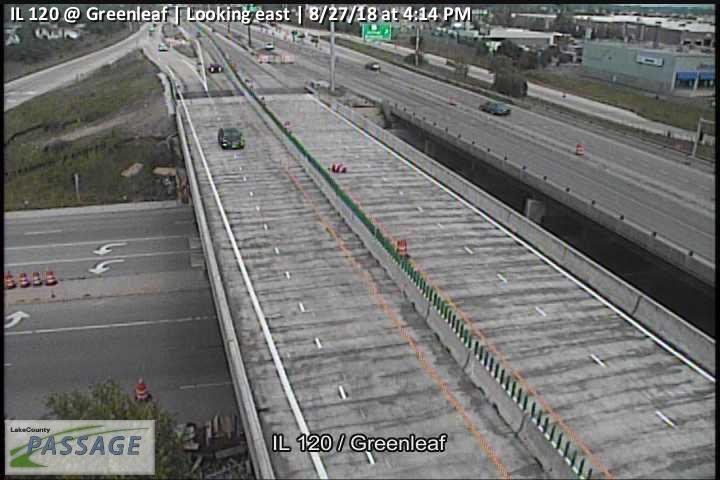 IL 120 @ Greenleaf | Looking east | 8/27/18 at 4:14 PM
LakeCounty
PASSAGE
IL 120 / Greenleaf